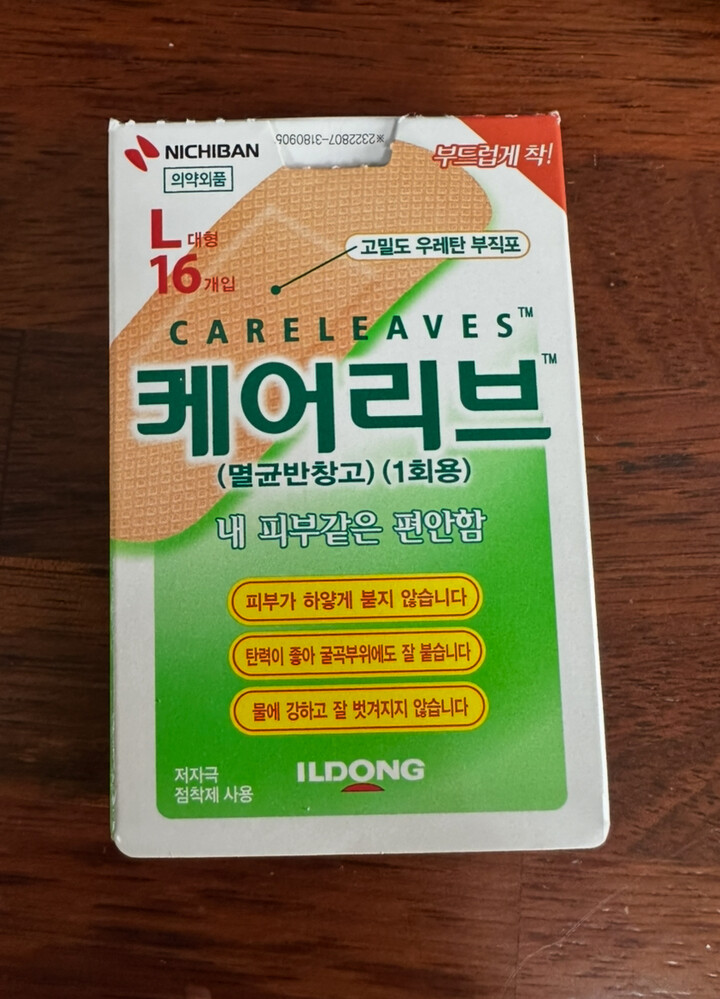 NICHIBAN
※2322807-3180905
부드럽게 착!
의약외품
L 대형
16 개입
고밀도 우레탄 부직포
CARELEAVES™
케어리브™
(멸균반창고) (1회용)
내 피부같은 편안함
피부가 하얗게 붇지 않습니다
탄력이 좋아 굴곡부위에도 잘 붙습니다
물에 강하고 잘 벗겨지지 않습니다
저자극
점착제 사용
ILDONG